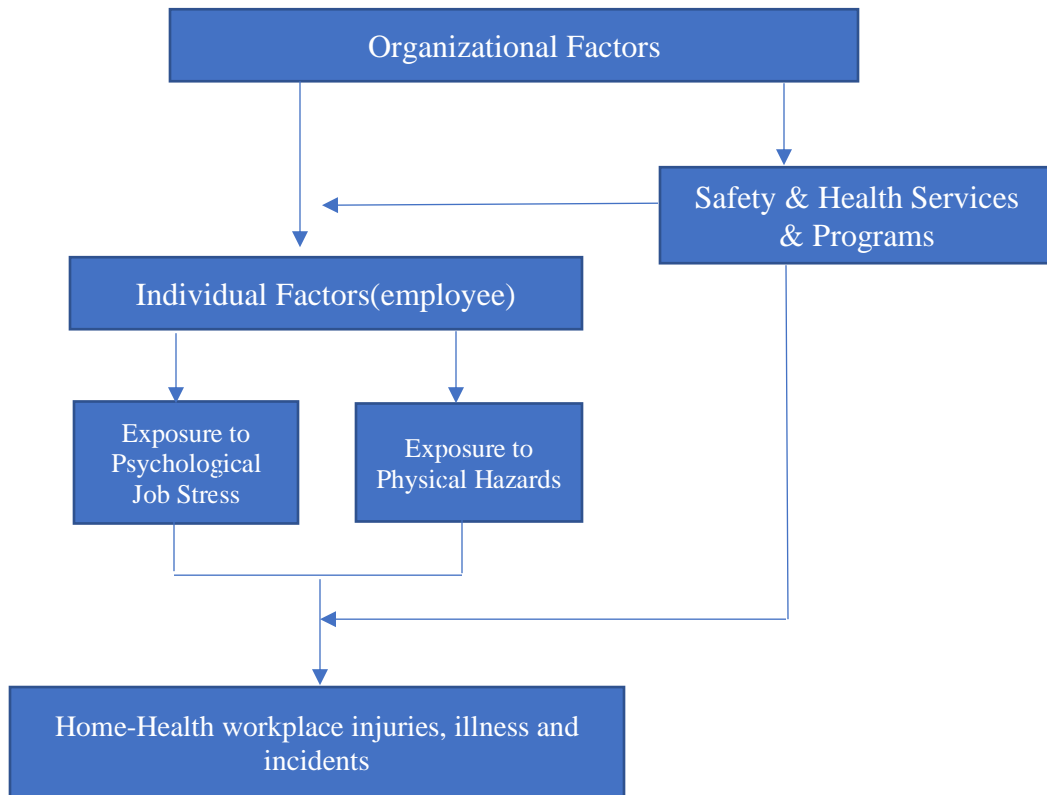 Organizational Factors
Safety & Health Services
& Programs
Individual Factors(employee)
Exposure to
Psychological
Job Stress
Exposure to
Physical Hazards
Home-Health workplace injuries, illness and
incidents